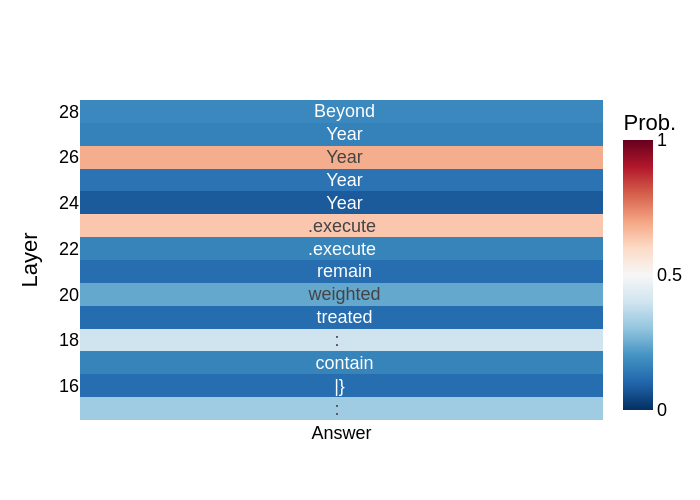 Prob.
28 Beyond 1
Year
26 Year
Year
24 Year
.execute
22 .execute
remain 0.5
20 weighted
treated
18 :
contain
16 |}
: 0
Layer
Answer